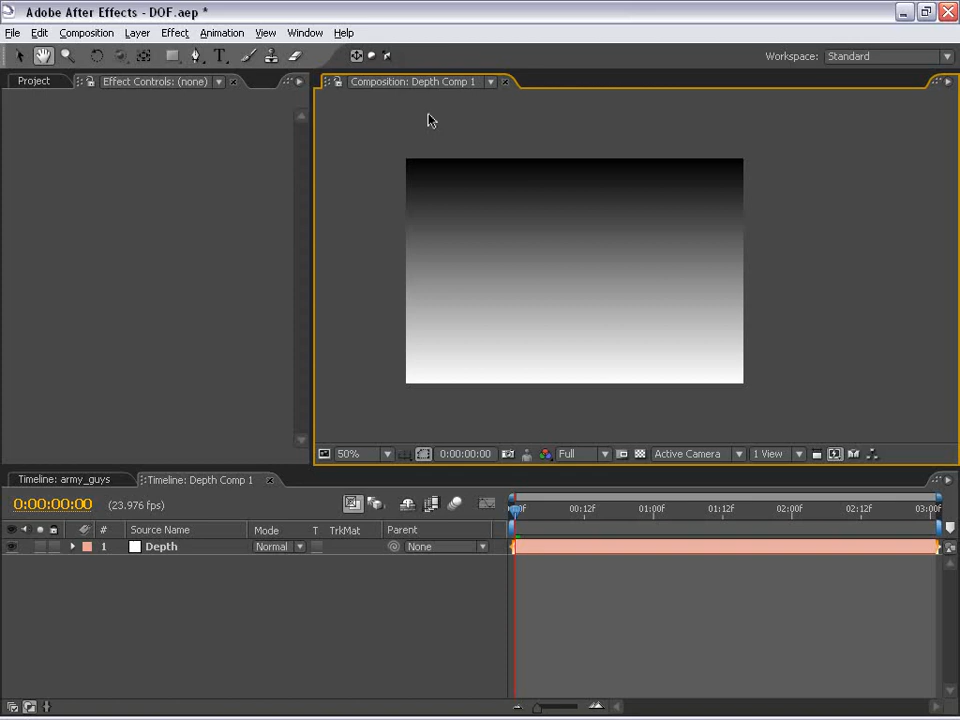 Adobe After Effects - DOF.aep *
File Edit Composition Layer Effect Animation View Window Help
Workspace: Standard
Project Effect Controls: (none) Composition: Depth Comp 1
50% 0:00:00:00 Full Active Camera 1 View
Timeline: army_guys Timeline: Depth Comp 1
0:00:00:00 (23.976 fps)
00:12F 01:00F 01:12F 02:00F 02:12F 03:00F
# Source Name Mode T TrkMat Parent
1 Depth Normal None